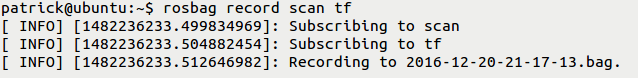 patrick@ubuntu:~$ rosbag record scan tf
[ INFO] [1482236233.499834969]: Subscribing to scan
[ INFO] [1482236233.504882454]: Subscribing to tf
[ INFO] [1482236233.512646982]: Recording to 2016-12-20-21-17-13.bag.